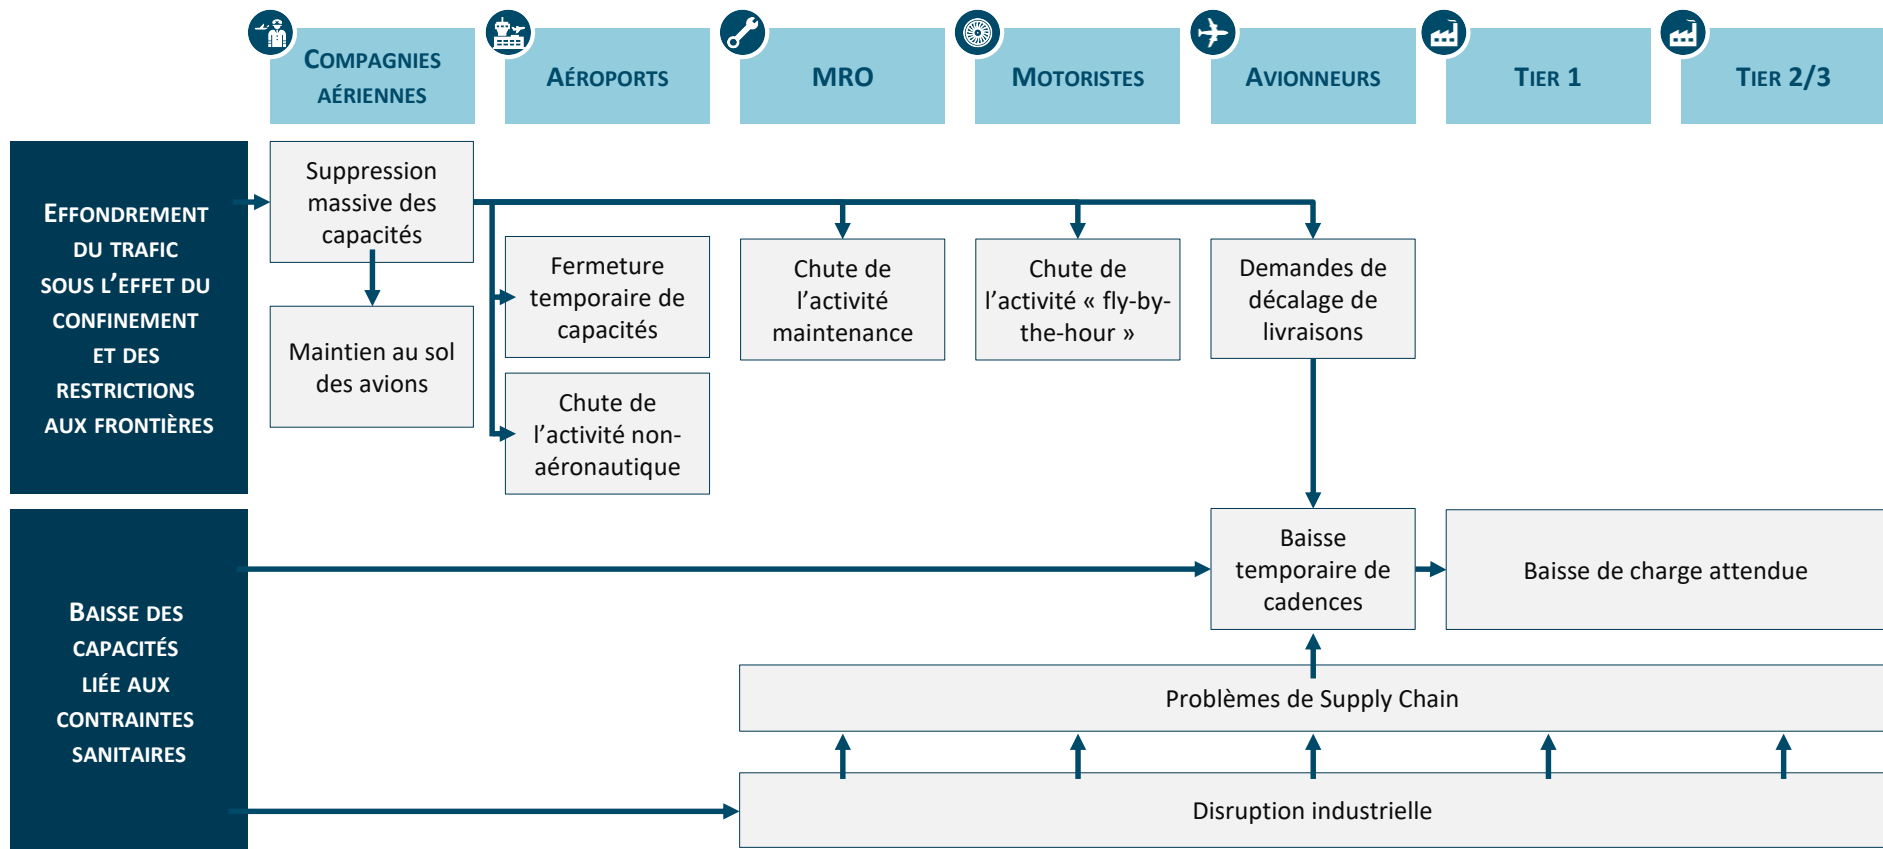 COMPAGNIES
AÉRIENNES
AÉROPORTS
MRO
MOTORISTES
AVIONNEURS
TIER 1
TIER 2/3
EFFONDREMENT
DU TRAFIC
SOUS L’EFFET DU
CONFINEMENT
ET DES
RESTRICTIONS
AUX FRONTIÈRES
Suppression
massive des
capacités
Maintien au sol
des avions
Fermeture
temporaire de
capacités
Chute de
l’activité non-
aéronautique
Chute de
l’activité
maintenance
Chute de
l’activité « fly-by-
the-hour »
Demandes de
décalage de
livraisons
BAISSE DES
CAPACITÉS
LIÉE AUX
CONTRAINTES
SANITAIRES
Baisse
temporaire de
cadences
Baisse de charge attendue
Problèmes de Supply Chain
Disruption industrielle